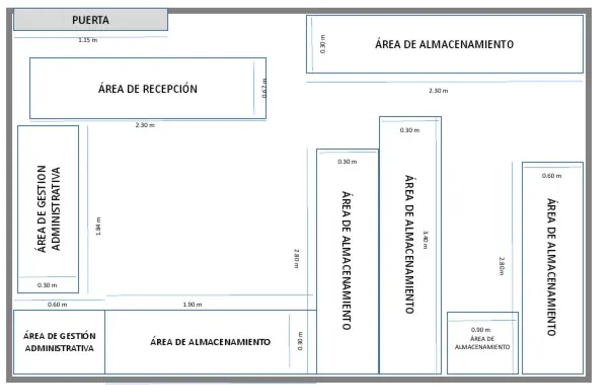 PUERTA
1.15 m
ÁREA DE ALMACENAMIENTO
0.30 m
2.30 m
ÁREA DE RECEPCIÓN
0.67 m
2.30 m
ÁREA DE GESTION
ADMINISTRATIVA
1.84 m
0.30 m
0.60 m
ÁREA DE GESTIÓN
ADMINISTRATIVA
1.90 m
ÁREA DE ALMACENAMIENTO
0.30 m
2.80 m
0.30 m
ÁREA DE ALMACENAMIENTO
0.30 m
ÁREA DE ALMACENAMIENTO
3.40 m
0.90 m
ÁREA DE
ALMACENAMIENTO
2.80 m
0.60 m
ÁREA DE ALMACENAMIENTO